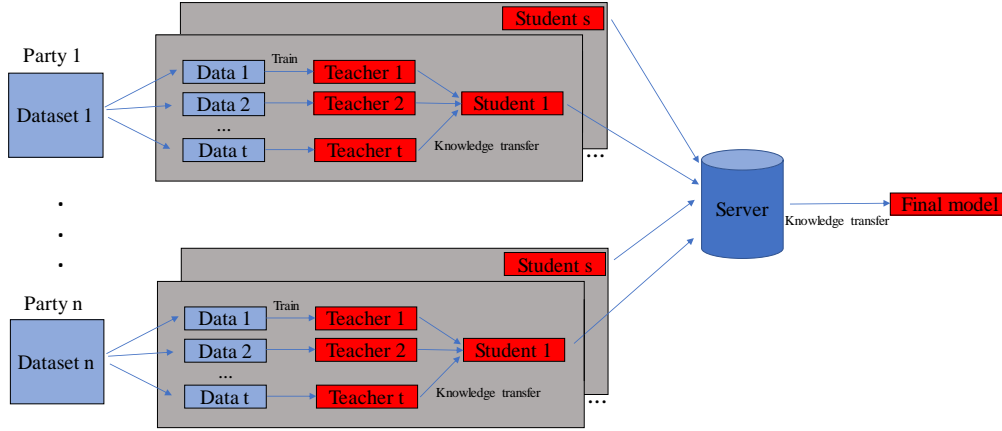 Student s
Party 1
Dataset 1
Train
Data 1
Teacher 1
Data 2
Teacher 2
Student 1
...
Data t
Teacher t
Knowledge transfer
...
Server
Knowledge transfer
Final model
.
.
.
Student s
Party n
Dataset n
Train
Data 1
Teacher 1
Data 2
Teacher 2
Student 1
...
Data t
Teacher t
Knowledge transfer
...